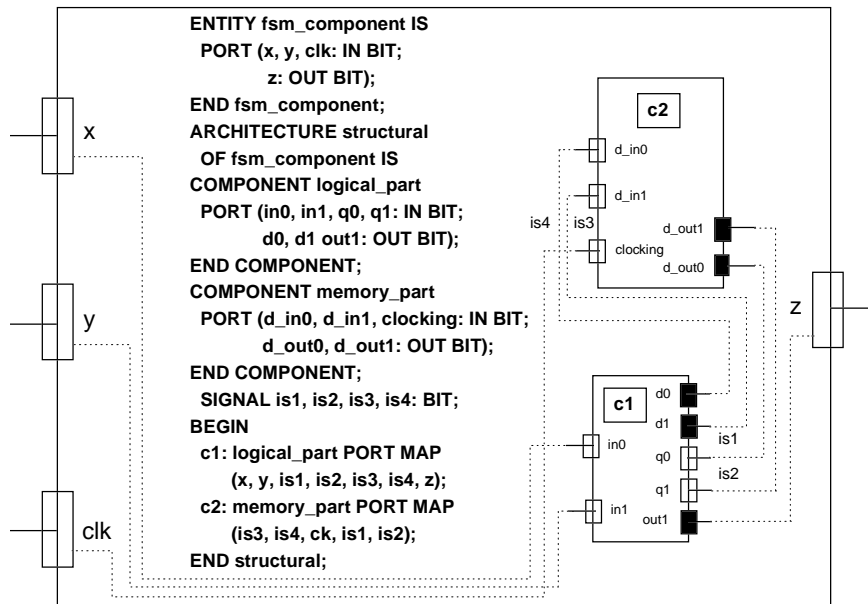 ENTITY fsm_component IS
PORT (x, y, clk: IN BIT;
z: OUT BIT);
END fsm_component;
ARCHITECTURE structural
OF fsm_component IS
COMPONENT logical_part
PORT (in0, in1, q0, q1: IN BIT;
d0, d1 out1: OUT BIT);
END COMPONENT;
COMPONENT memory_part
PORT (d_in0, d_in1, clocking: IN BIT;
d_out0, d_out1: OUT BIT);
END COMPONENT;
SIGNAL is1, is2, is3, is4: BIT;
BEGIN
c1: logical_part PORT MAP
(x, y, is1, is2, is3, is4, z);
c2: memory_part PORT MAP
(is3, is4, ck, is1, is2);
END structural;
x
y
clk
c2
d_in0
d_in1
is4
is3
clocking
d_out1
d_out0
z
c1
d0
d1
in0
q0
is1
is2
q1
in1
out1